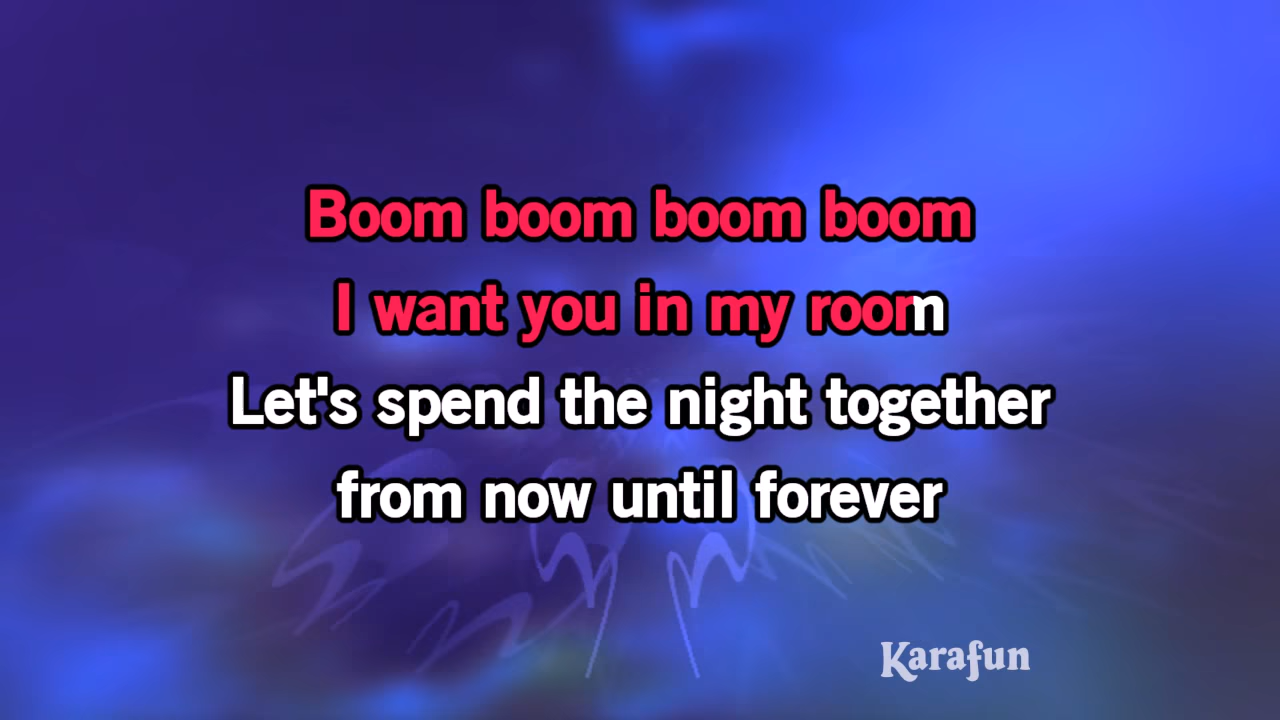 Boom boom boom boom
I want you in my room
Let's spend the night together
from now until forever
Karafun